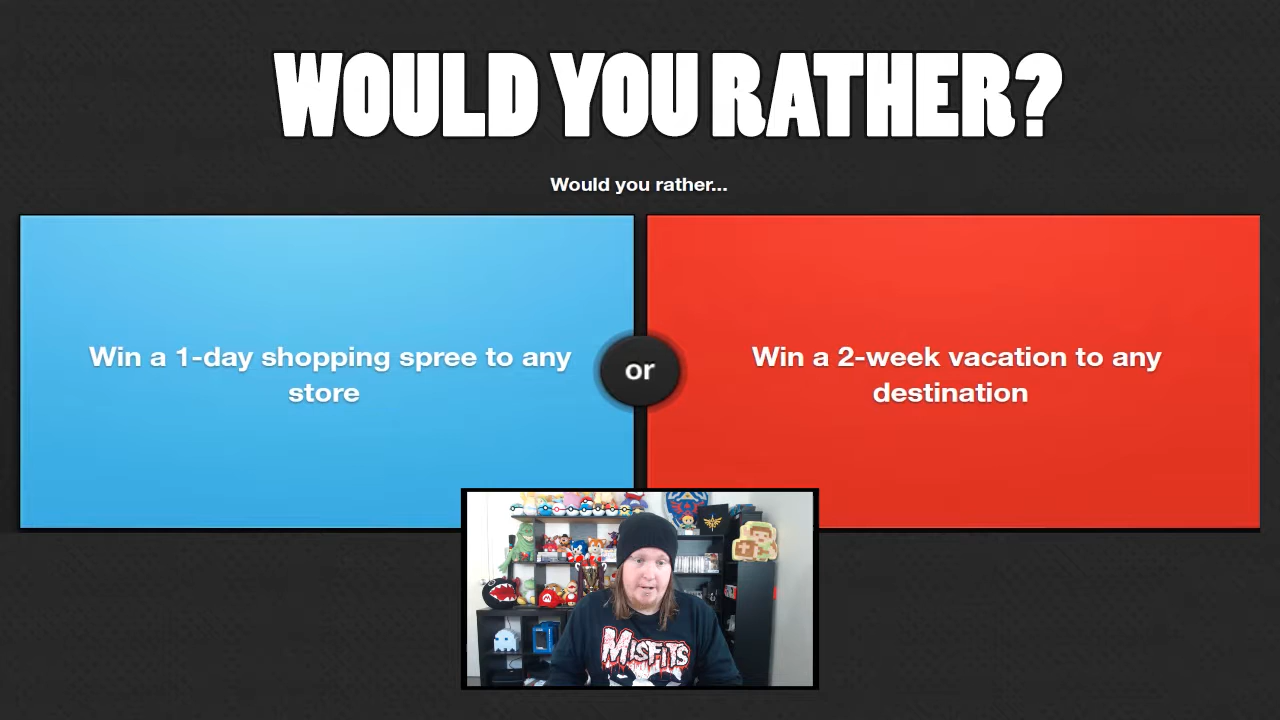 WOULD YOU RATHER?
Would you rather...
Win a 1-day shopping spree to any
store
or
Win a 2-week vacation to any
destination
MISFITS